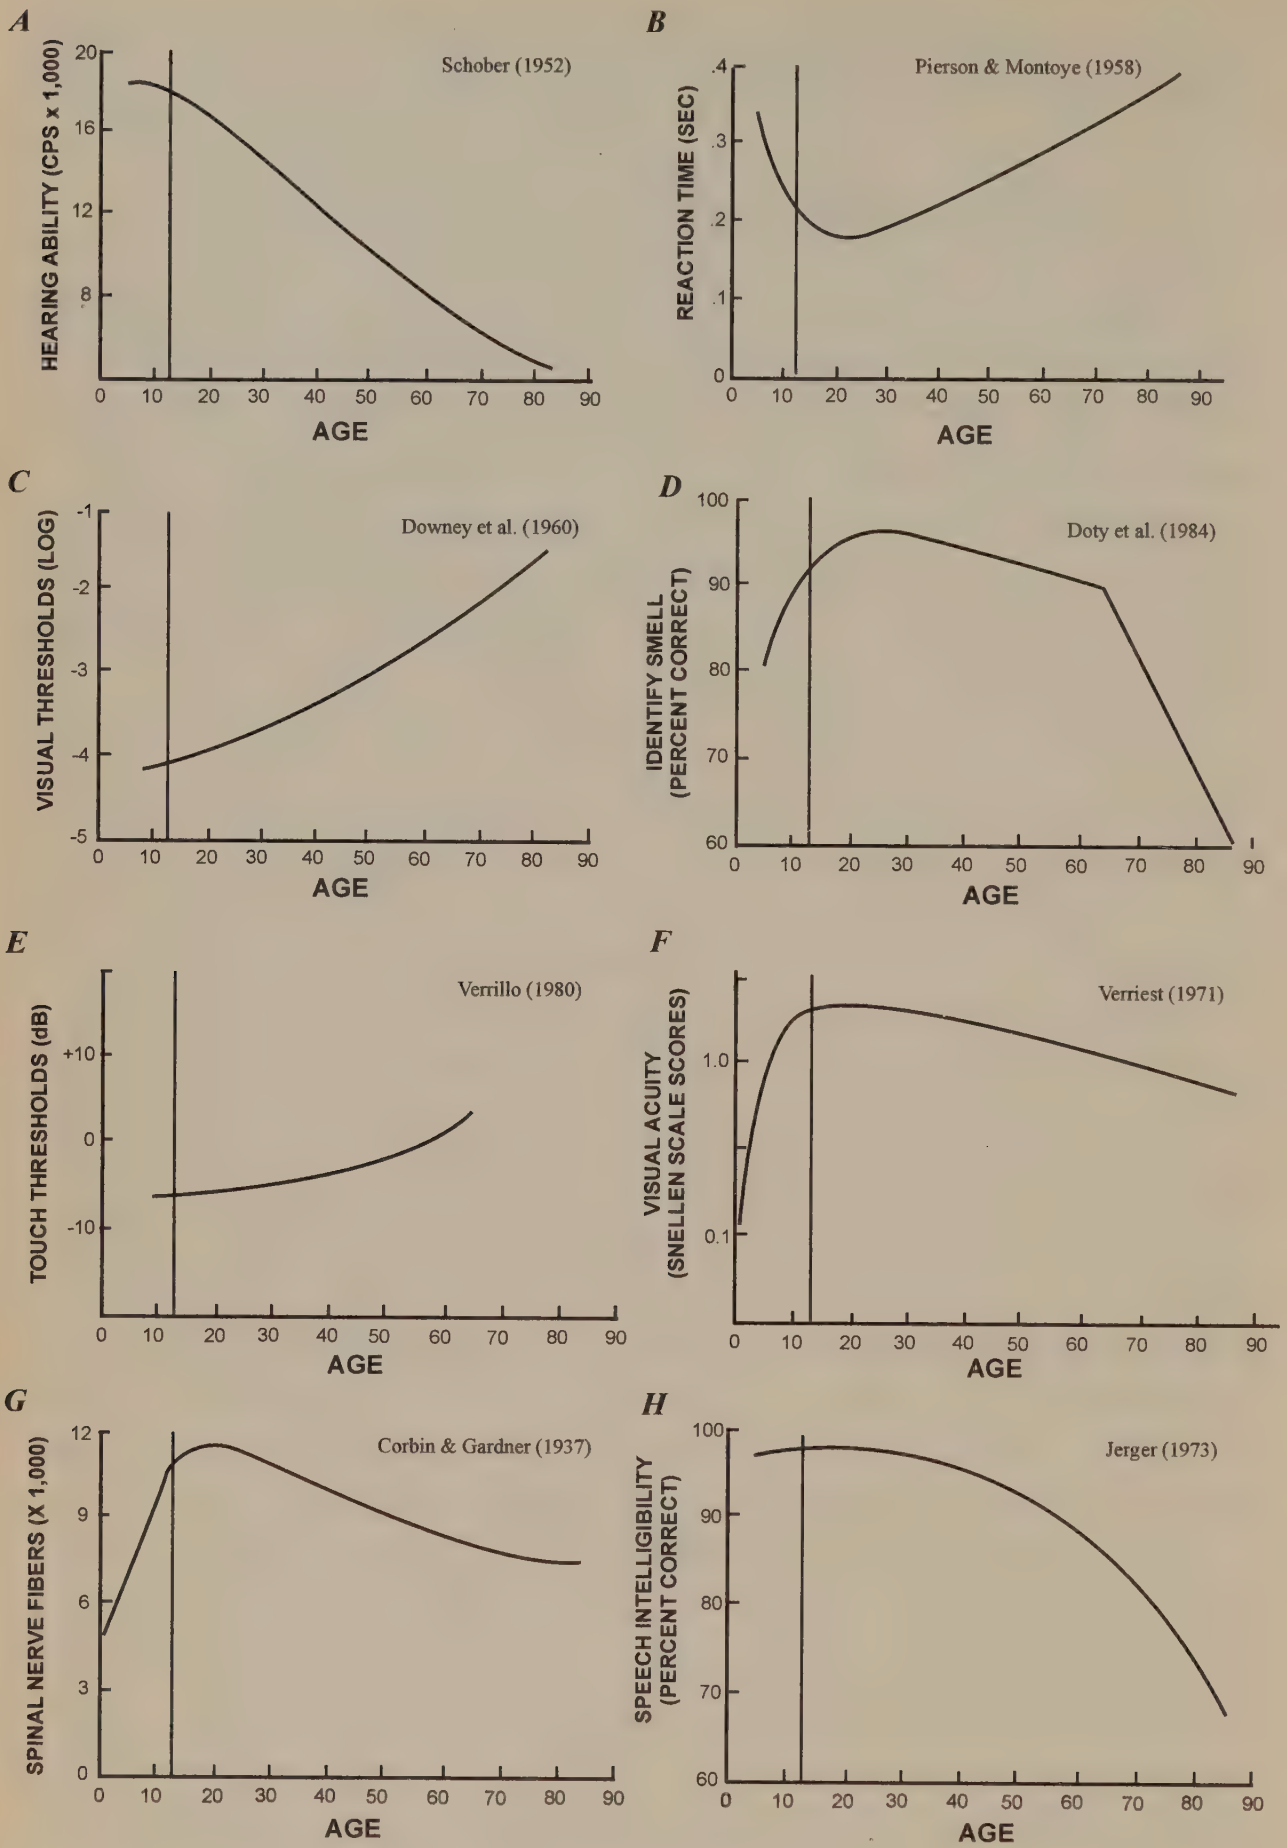 A
Schober (1952)
HEARING ABILITY (CPS x 1,000)
20
16
12
8
0 10 20 30 40 50 60 70 80 90
AGE
B
Pierson & Montoye (1958)
REACTION TIME (SEC)
.4
.3
.2
.1
0
0 10 20 30 40 50 60 70 80 90
AGE
C
Downey et al. (1960)
VISUAL THRESHOLDS (LOG)
-1
-2
-3
-4
-5
0 10 20 30 40 50 60 70 80 90
AGE
D
Doty et al. (1984)
IDENTIFY SMELL
(PERCENT CORRECT)
100
90
80
70
60
0 10 20 30 40 50 60 70 80 90
AGE
E
Verrillo (1980)
TOUCH THRESHOLDS (dB)
+10
0
-10
0 10 20 30 40 50 60 70 80 90
AGE
F
Verriest (1971)
VISUAL ACUITY
(SNELLEN SCALE SCORES)
1.0
0.1
0 10 20 30 40 50 60 70 80 90
AGE
G
Corbin & Gardner (1937)
SPINAL NERVE FIBERS (X 1,000)
12
9
6
3
0
0 10 20 30 40 50 60 70 80 90
AGE
H
Jerger (1973)
SPEECH INTELLIGIBILITY
(PERCENT CORRECT)
100
90
80
70
60
0 10 20 30 40 50 60 70 80 90
AGE